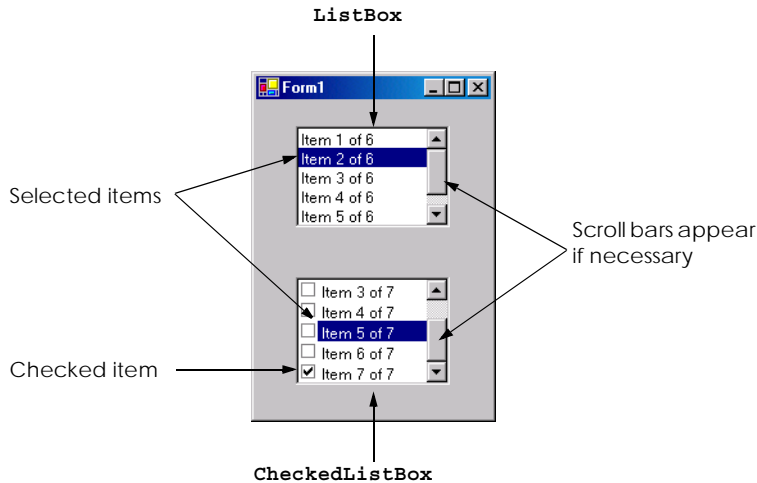 ListBox
Form1
Item 1 of 6
Item 2 of 6
Item 3 of 6
Item 4 of 6
Item 5 of 6
Selected items
Scroll bars appear
if necessary
Item 3 of 7
Item 4 of 7
Item 5 of 7
Item 6 of 7
Item 7 of 7
Checked item
CheckedListBox